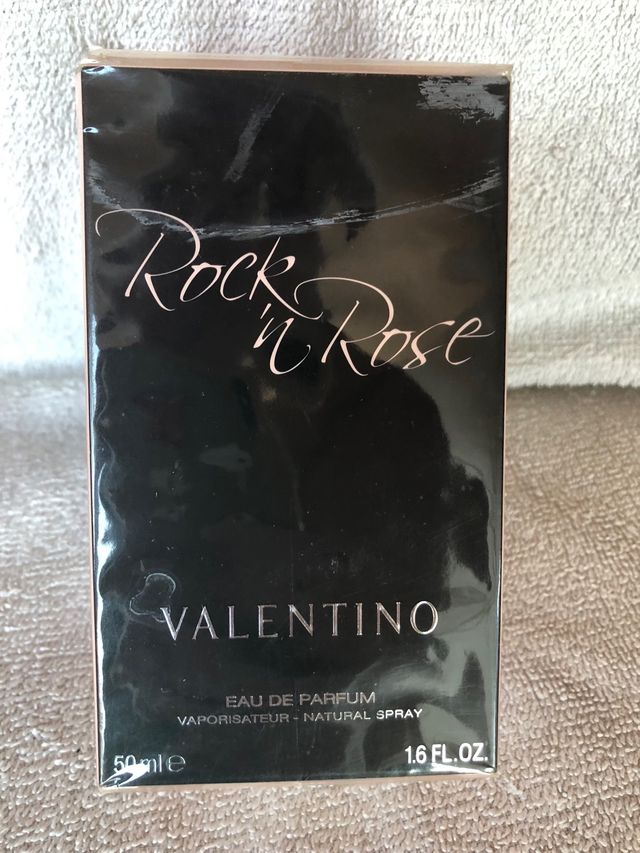 Rock
'n Rose
VALENTINO
EAU DE PARFUM
VAPORISATEUR - NATURAL SPRAY
50 ml e 1.6 FL.OZ.